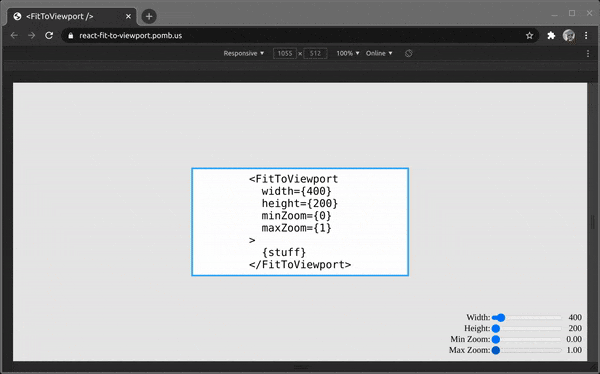 <FitToViewport />
react-fit-to-viewport.pomb.us
Responsive 1055 × 512 100% Online
<FitToViewport
  width={400}
  height={200}
  minZoom={0}
  maxZoom={1}
>
  {stuff}
</FitToViewport>
Width: 400
Height: 200
Min Zoom: 0.00
Max Zoom: 1.00